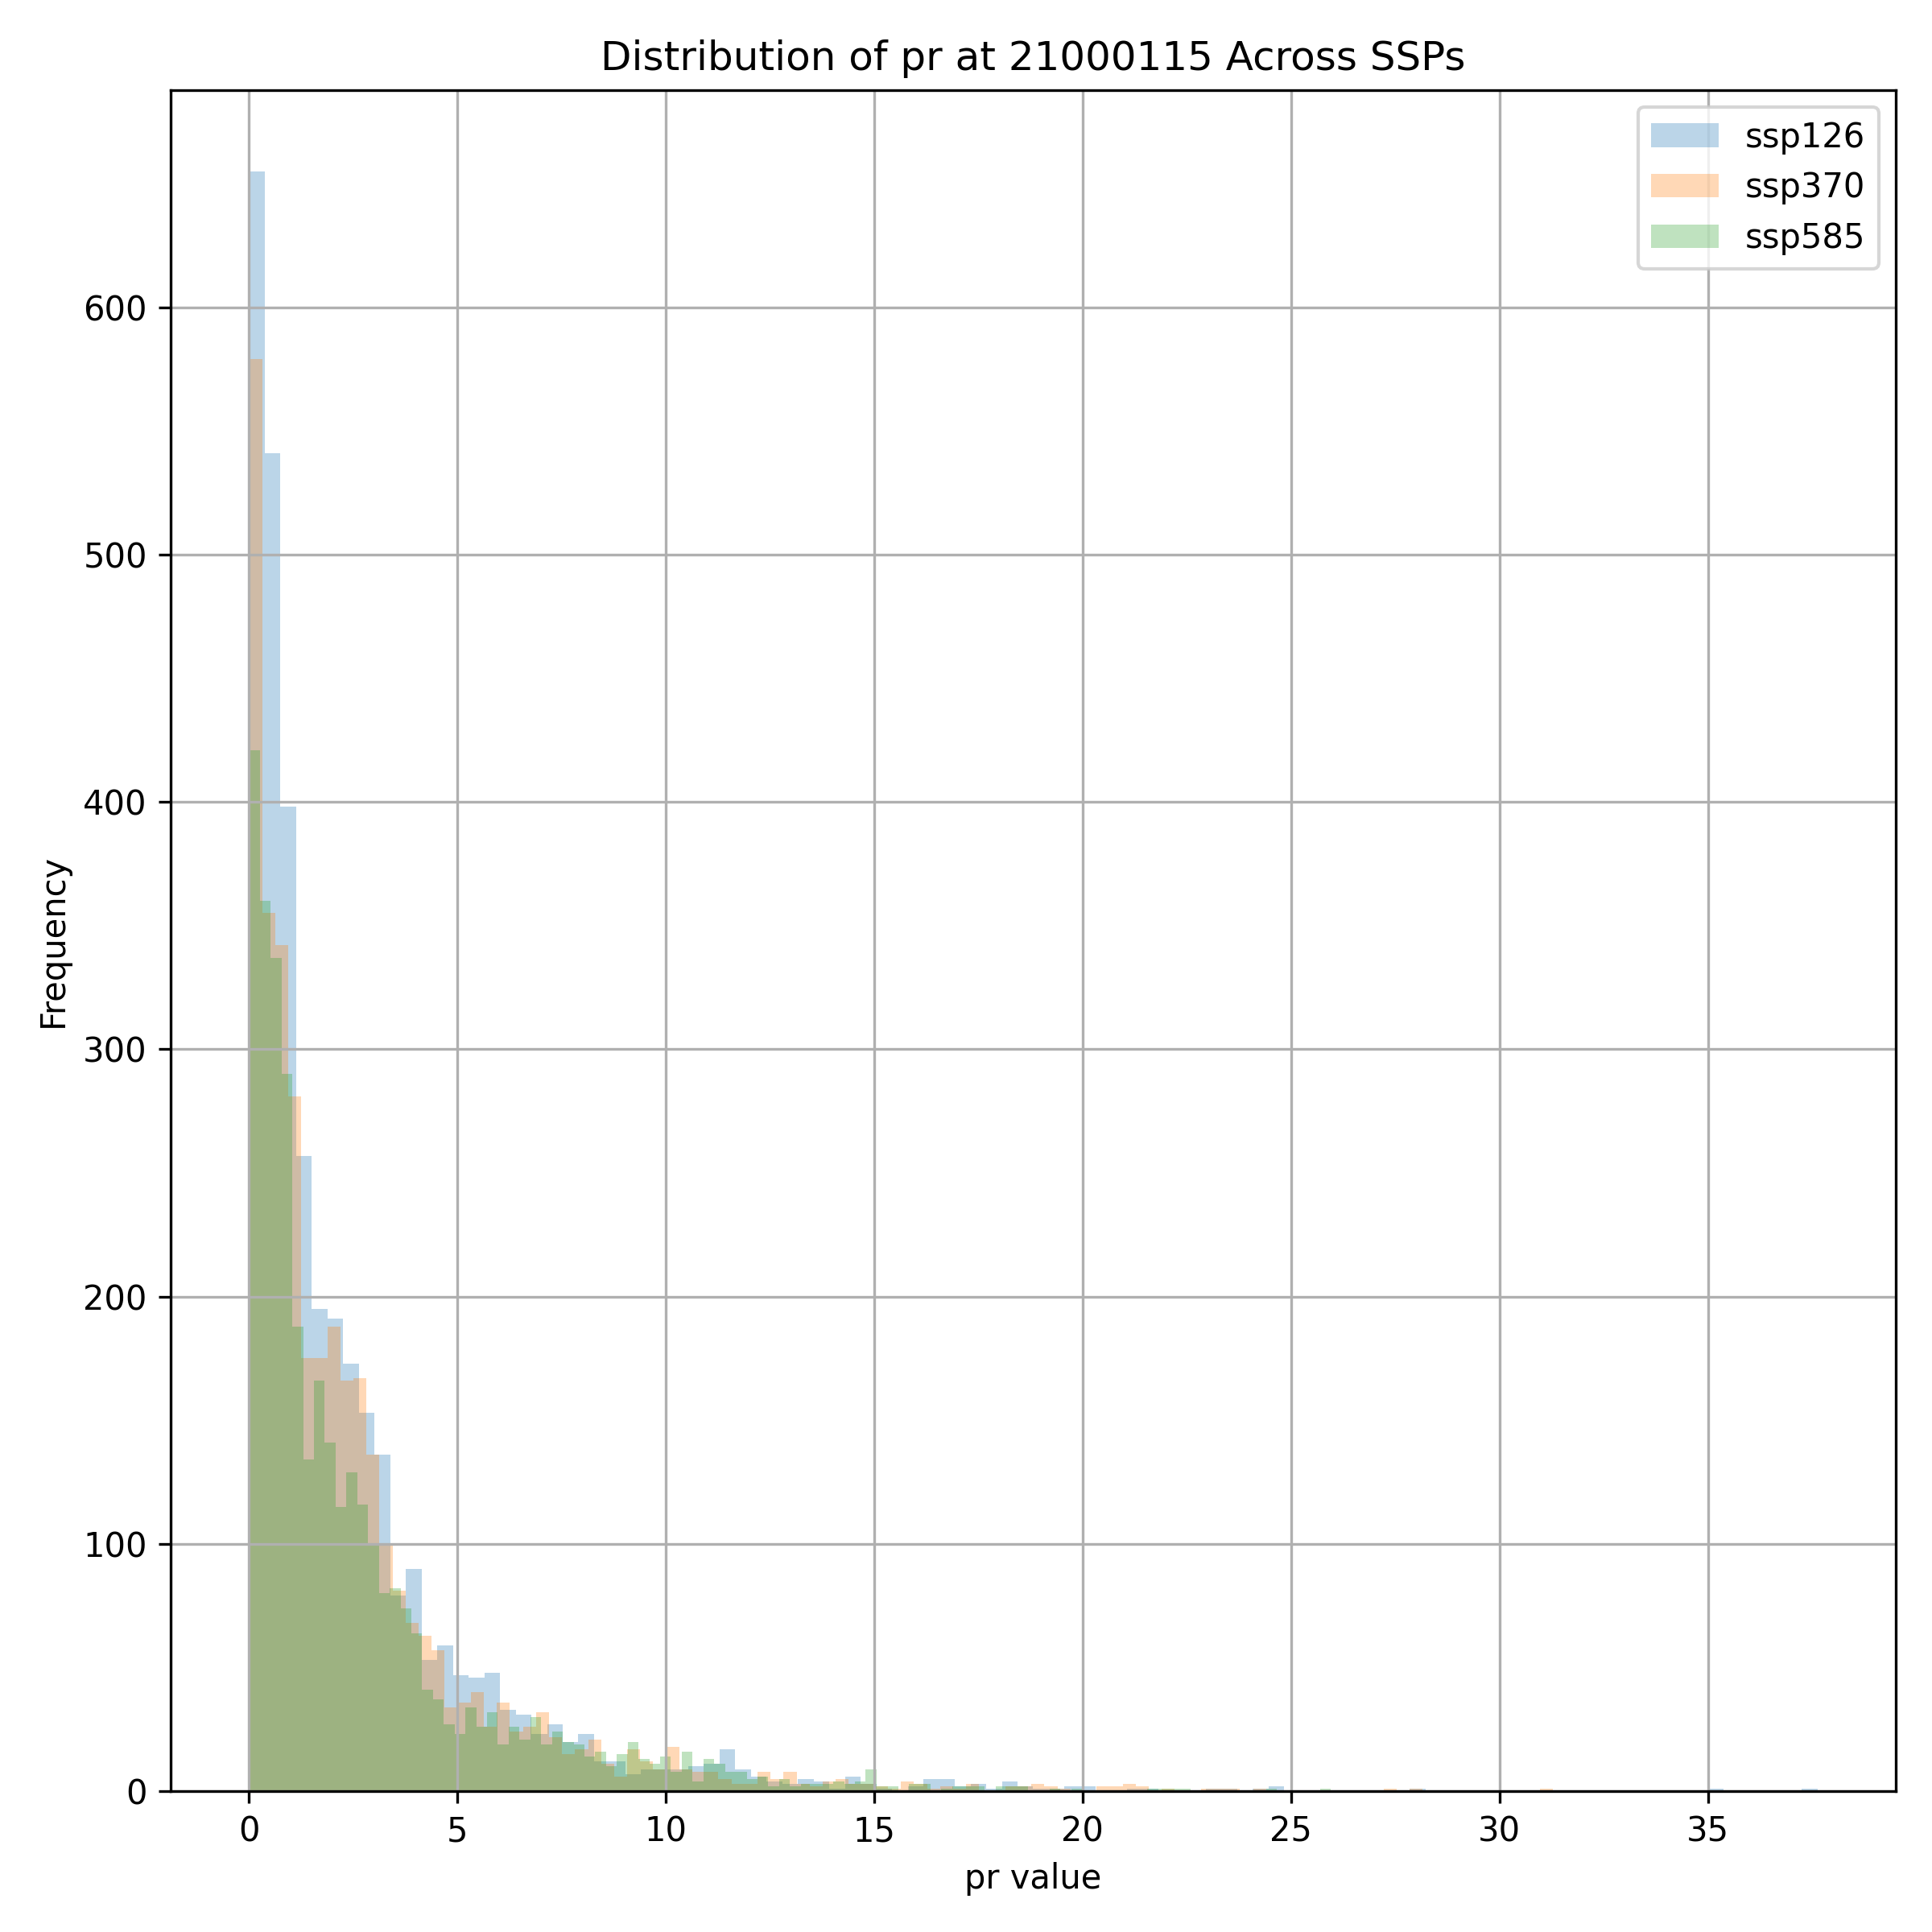 Distribution of pr at 21000115 Across SSPs
ssp126
ssp370
ssp585
Frequency
600
500
400
300
200
100
0
0 5 10 15 20 25 30 35
pr value